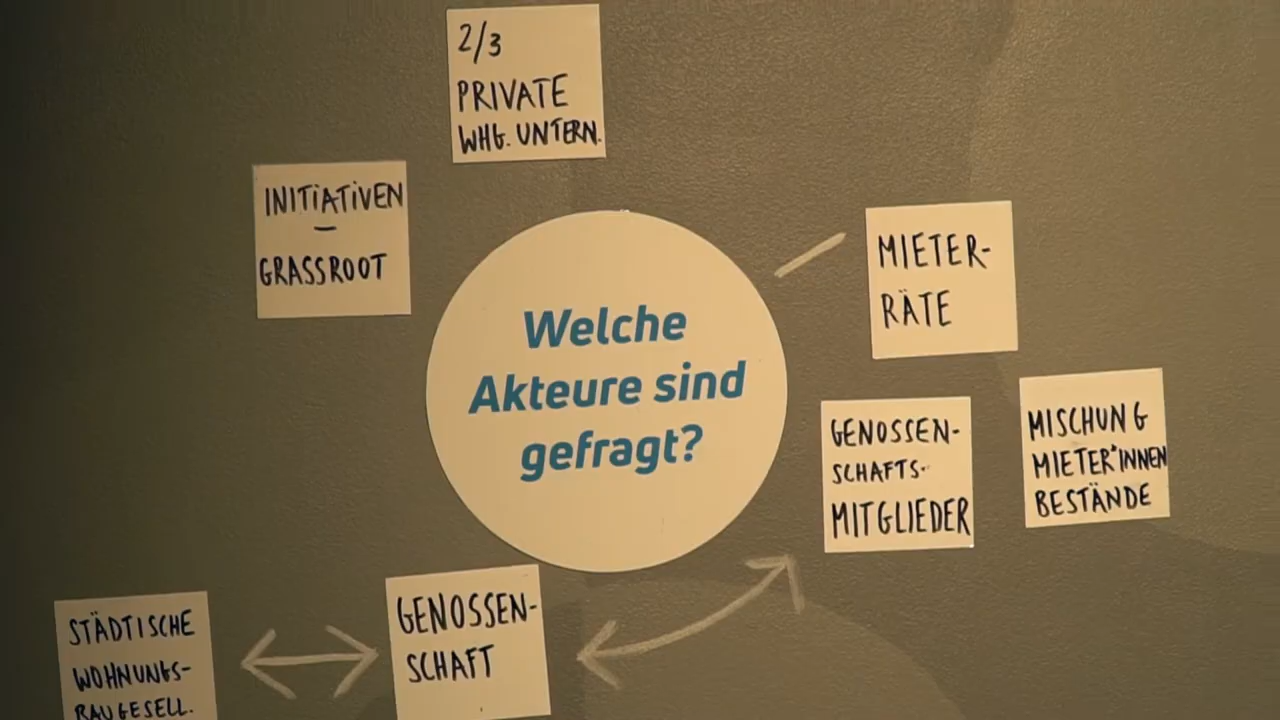 2/3
PRIVATE
WHG. UNTERN.
INITIATIVEN
–
GRASSROOT
Welche
Akteure sind
gefragt?
MIETER-
RÄTE
GENOSSEN-
SCHAFTS-
MITGLIEDER
MISCHUNG
MIETER*INNEN
BESTÄNDE
STÄDTISCHE
WOHNUNGS-
BAUGESELL.
GENOSSEN-
SCHAFT